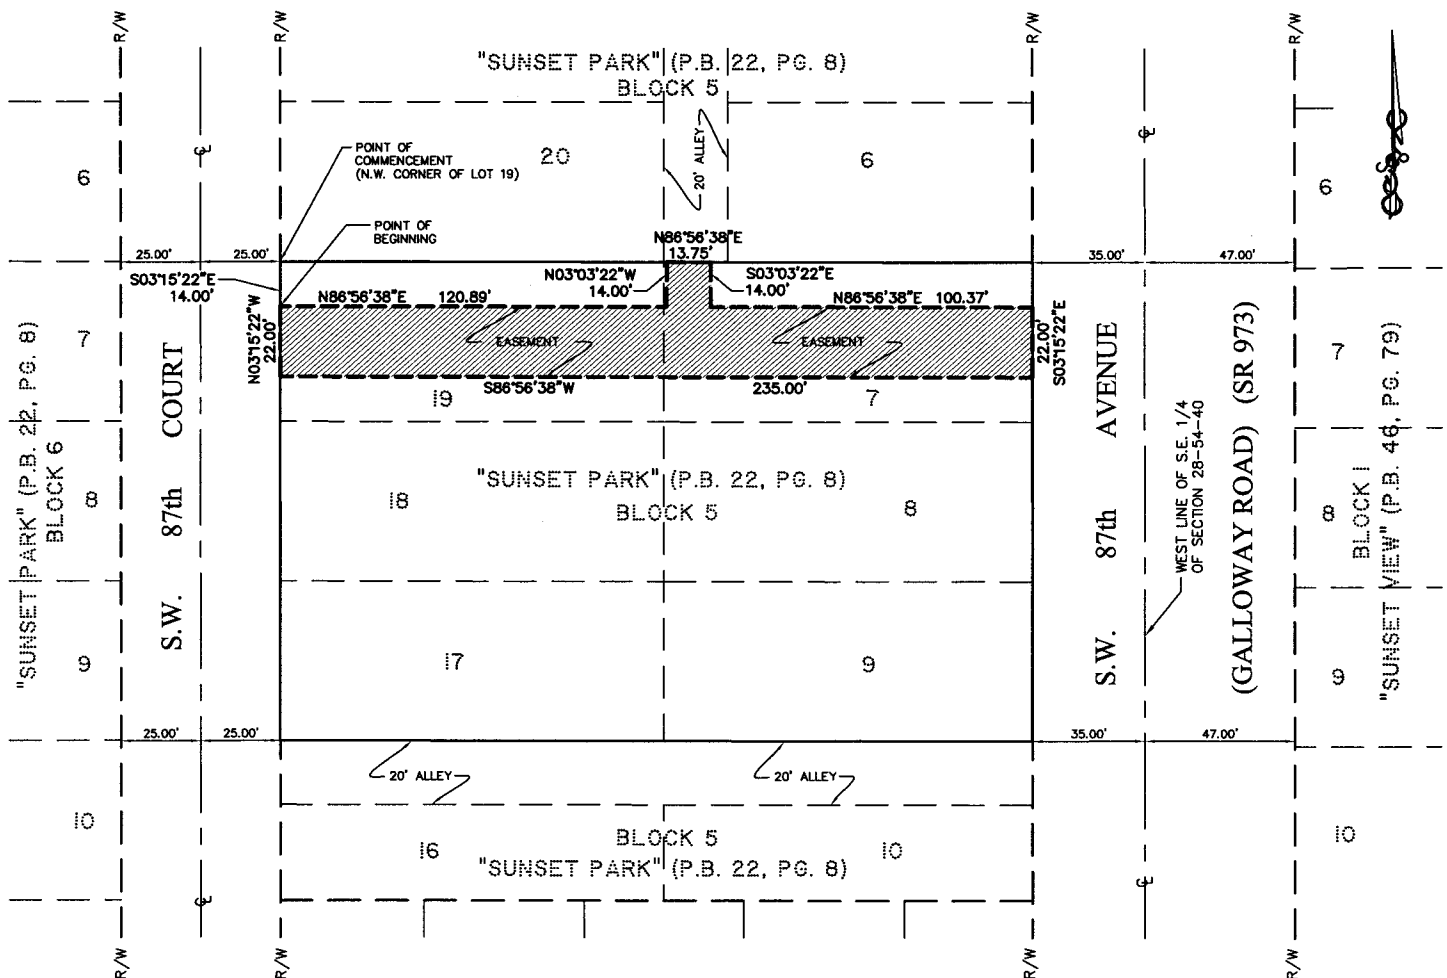 R/W
R/W
R/W
R/W
"SUNSET PARK" (P.B. 22, PG. 8)
BLOCK 5
POINT OF
COMMENCEMENT
(N.W. CORNER OF LOT 19)
20
20' ALLEY
6
6
6
POINT OF
BEGINNING
N86°56'38"E
13.75'
25.00'
25.00'
35.00'
47.00'
S03°15'22"E
14.00'
N03°03'22"W
14.00'
S03°03'22"E
14.00'
N86°56'38"E 120.89'
N86°56'38"E 100.37'
N03°15'22"W
22.00'
EASEMENT
EASEMENT
22.00'
S03°15'22"E
S86°56'38"W
235.00'
7
19
7
7
"SUNSET PARK" (P.B. 22, PG. 8)
BLOCK 6
S.W. 87th COURT
"SUNSET PARK" (P.B. 22, PG. 8)
BLOCK 5
8
18
8
8
S.W. 87th AVENUE
WEST LINE OF S.E. 1/4
OF SECTION 28-54-40
(GALLOWAY ROAD) (SR 973)
BLOCK 1
"SUNSET VIEW" (P.B. 46, PG. 79)
9
17
9
9
25.00'
25.00'
35.00'
47.00'
20' ALLEY
20' ALLEY
10
16
BLOCK 5
10
10
"SUNSET PARK" (P.B. 22, PG. 8)
R/W
R/W
R/W
R/W